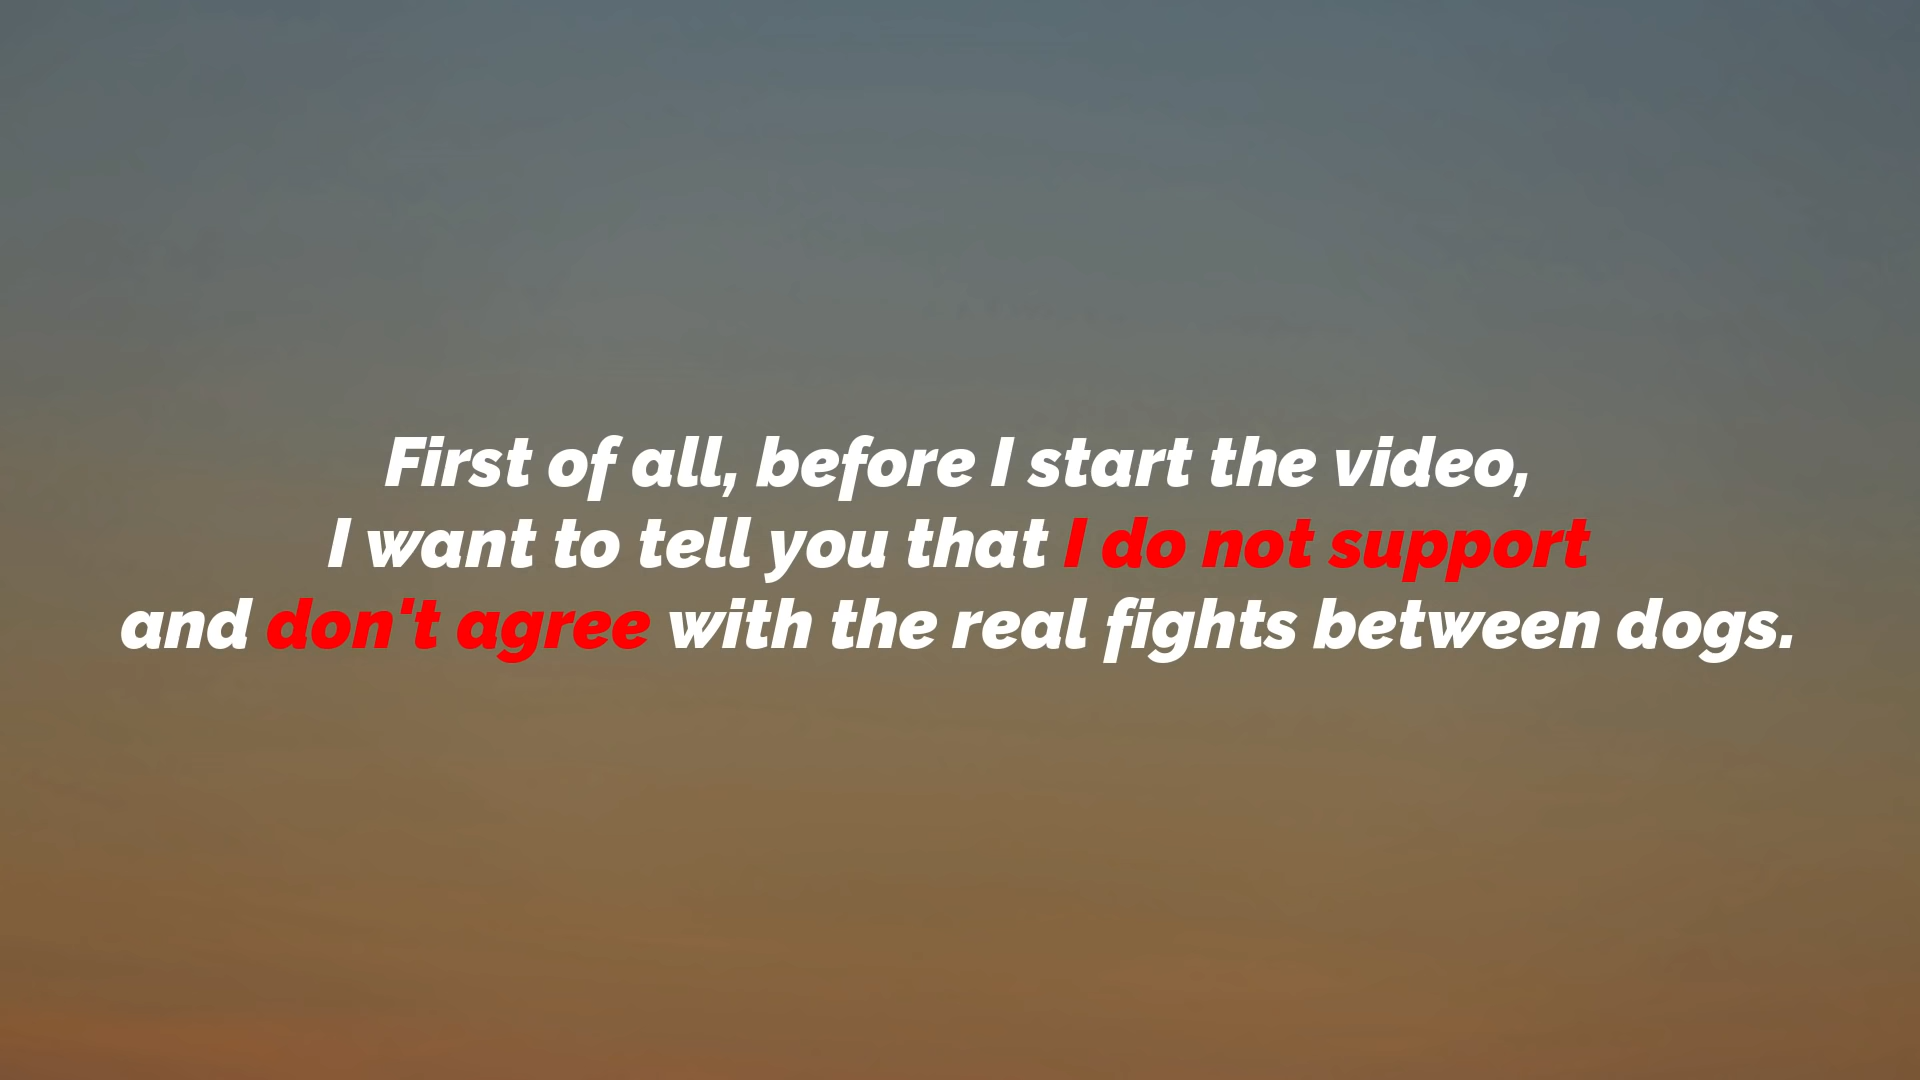 First of all, before I start the video,
I want to tell you that I do not support
and don't agree with the real fights between dogs.